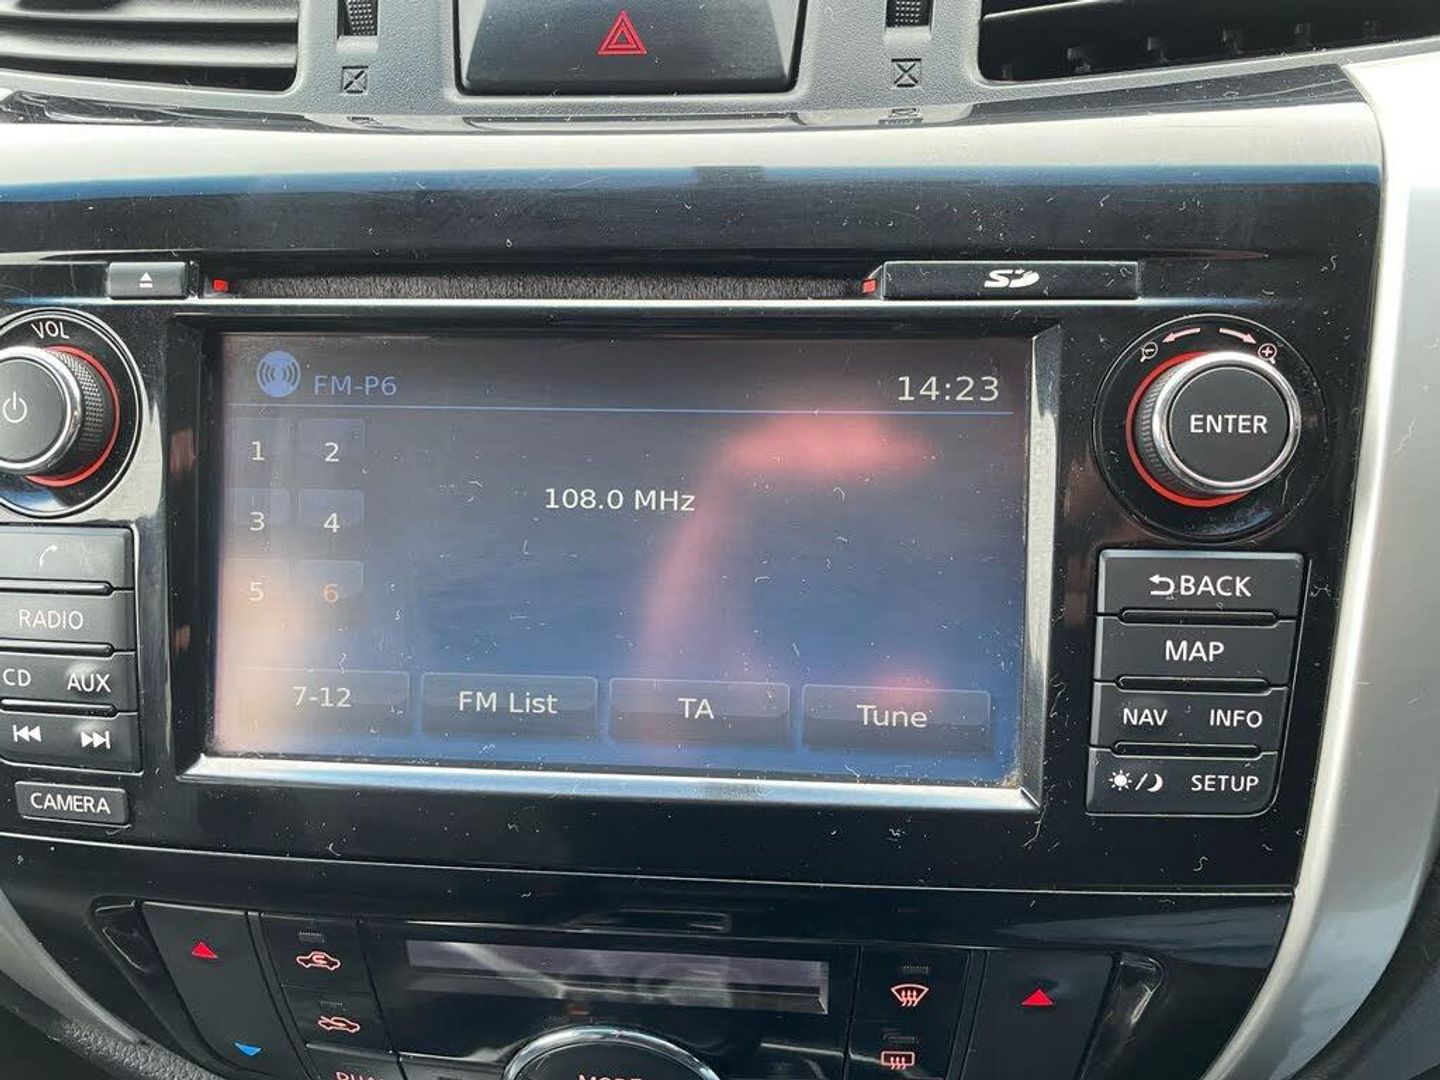 SD
VOL
FM-P6
14:23
1 2
108.0 MHz
3 4
5 6
7-12 FM List TA Tune
RADIO
CD AUX
CAMERA
ENTER
BACK
MAP
NAV INFO
SETUP
MODE